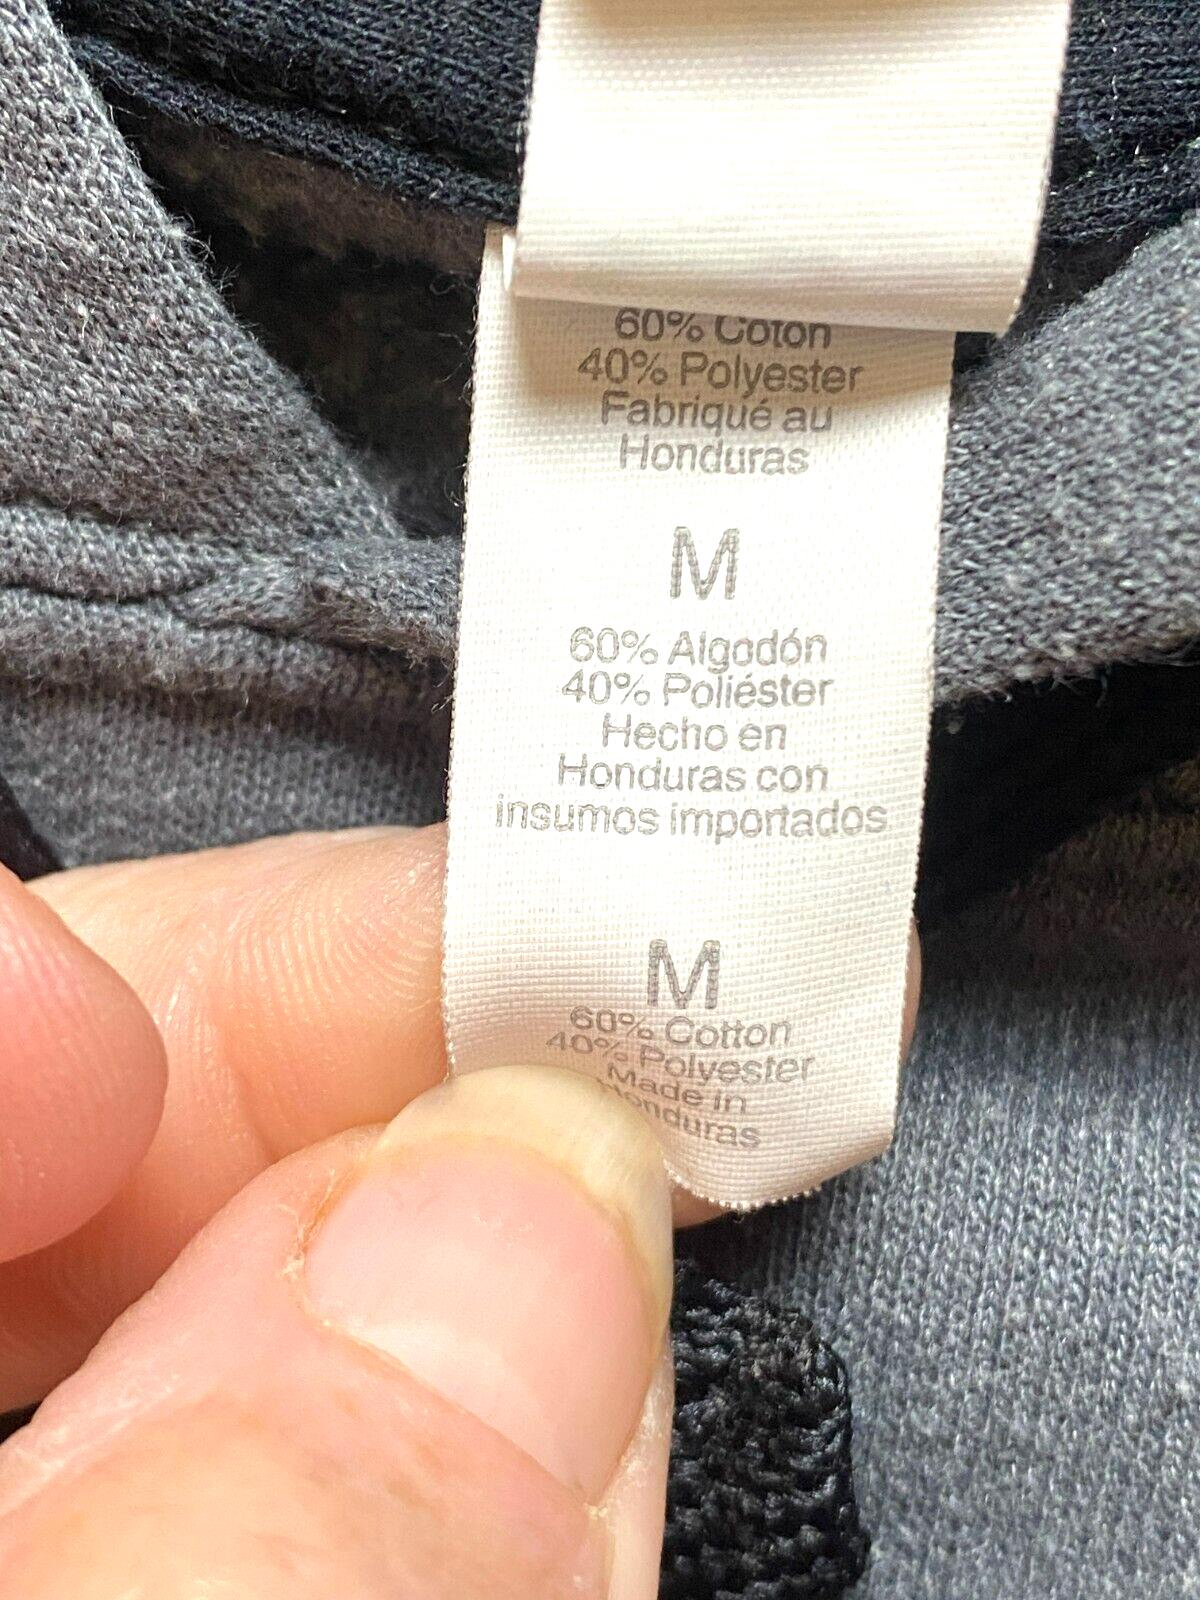 60% Coton
40% Polyester
Fabriqué au
Honduras
M
60% Algodón
40% Poliéster
Hecho en
Honduras con
insumos importados
M
60% Cotton
40% Polyester
Made in
Honduras